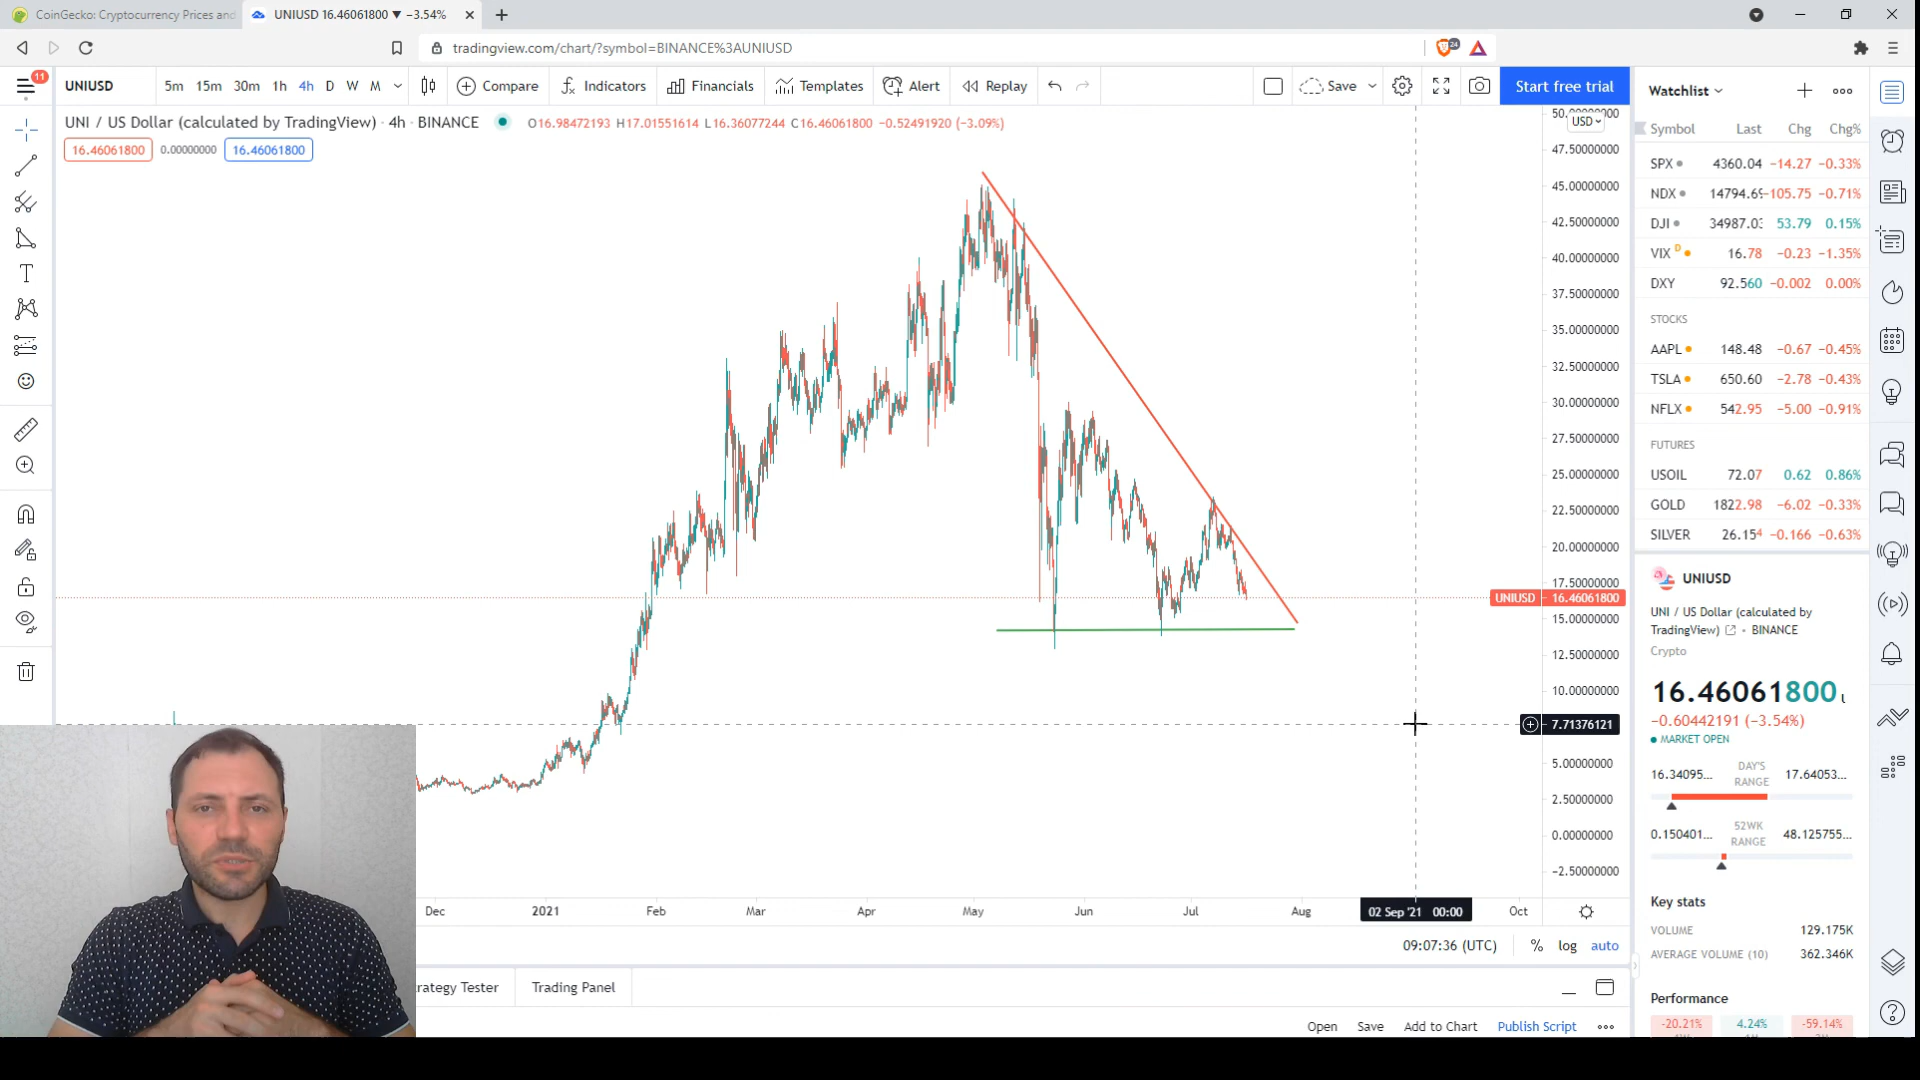 CoinGecko: Cryptocurrency Prices and
UNIUSD 16.46061800 ▼ −3.54%
tradingview.com/chart/?symbol=BINANCE%3AUNIUSD
24
11
UNIUSD 5m 15m 30m 1h 4h D W M Compare Indicators Financials Templates Alert Replay Save Start free trial
UNI / US Dollar (calculated by TradingView) · 4h · BINANCE O16.98472193 H17.01551614 L16.36077244 C16.46061800 −0.52491920 (−3.09%)
16.46061800 0.00000000 16.46061800
USD
47.50000000
45.00000000
42.50000000
40.00000000
37.50000000
35.00000000
32.50000000
30.00000000
27.50000000
25.00000000
22.50000000
20.00000000
17.50000000
UNIUSD 16.46061800
15.00000000
12.50000000
10.00000000
7.71376121
5.00000000
2.50000000
0.00000000
−2.50000000
Dec 2021 Feb Mar Apr May Jun Jul Aug 02 Sep '21 00:00 Oct
09:07:36 (UTC) % log auto
rategy Tester Trading Panel
Open Save Add to Chart Publish Script
Watchlist
Symbol Last Chg Chg%
SPX 4360.04 −14.27 −0.33%
NDX 14794.69 −105.75 −0.71%
DJI 34987.03 53.79 0.15%
VIX D 16.78 −0.23 −1.35%
DXY 92.560 −0.002 0.00%
STOCKS
AAPL 148.48 −0.67 −0.45%
TSLA 650.60 −2.78 −0.43%
NFLX 542.95 −5.00 −0.91%
FUTURES
USOIL 72.07 0.62 0.86%
GOLD 1822.98 −6.02 −0.33%
SILVER 26.154 −0.166 −0.63%
UNIUSD
UNI / US Dollar (calculated by
TradingView) • BINANCE
Crypto
16.46061800
−0.60442191 (−3.54%)
MARKET OPEN
16.34095... DAY'S RANGE 17.64053...
0.150401... 52WK RANGE 48.125755...
Key stats
VOLUME 129.175K
AVERAGE VOLUME (10) 362.346K
Performance
-20.21% 4.24% -59.14%